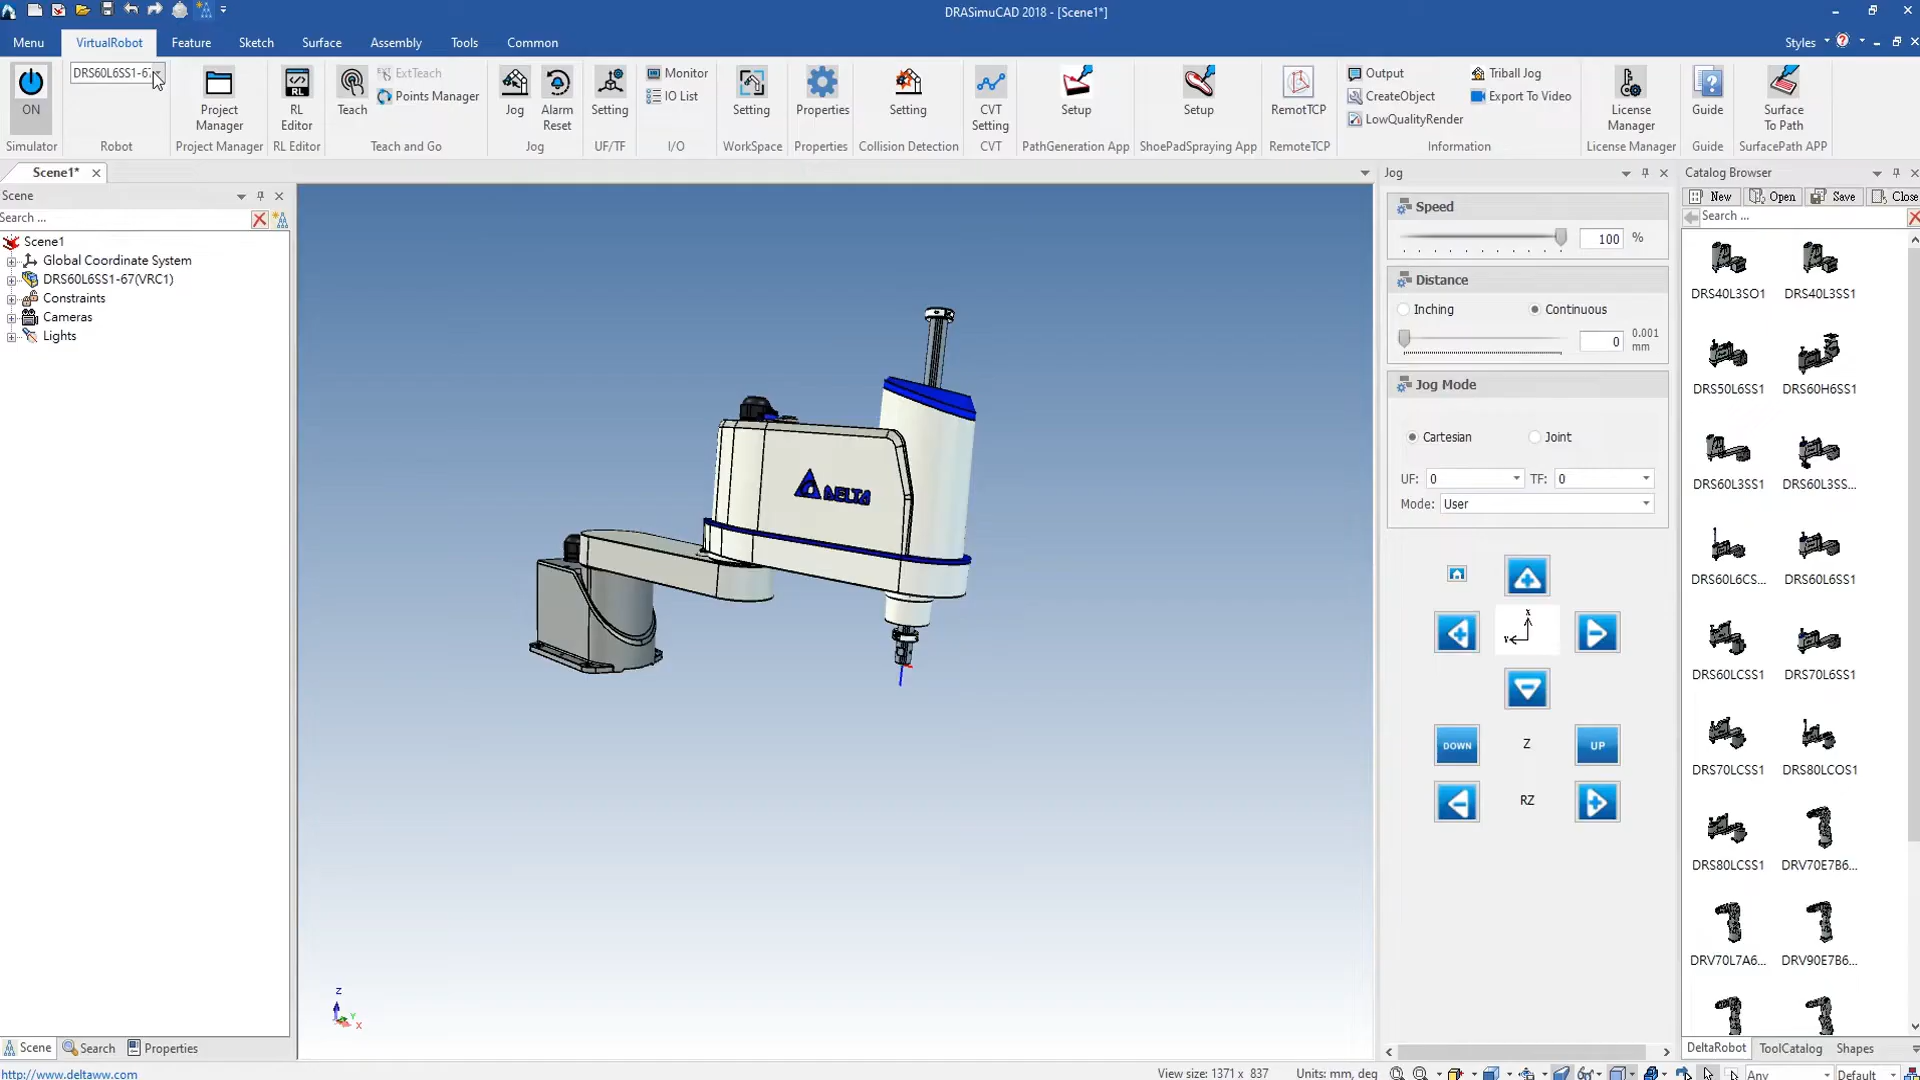 DRASimuCAD 2018 - [Scene1*]
Menu VirtualRobot Feature Sketch Surface Assembly Tools Common Styles
ON
Simulator
DRS60L6SS1-67
Robot
Project Manager
Project Manager
RL Editor
RL Editor
Teach
ExtTeach
Points Manager
Teach and Go
Jog
Alarm Reset
Jog
Setting
UF/TF
Monitor
IO List
I/O
Setting
WorkSpace
Properties
Properties
Setting
Collision Detection
CVT Setting
CVT
Setup
PathGeneration App
Setup
ShoePadSpraying App
RemotTCP
RemoteTCP
Output
CreateObject
LowQualityRender
Triball Jog
Export To Video
Information
License Manager
License Manager
Guide
Guide
Surface To Path
SurfacePath APP
Scene1*
Scene
Search ...
Scene1
Global Coordinate System
DRS60L6SS1-67(VRC1)
Constraints
Cameras
Lights
DELTA
Z
Y
X
Jog
Speed
100 %
Distance
Inching Continuous
0 0.001 mm
Jog Mode
Cartesian Joint
UF: 0 TF: 0
Mode: User
X
Y
DOWN Z UP
RZ
Catalog Browser
New Open Save Close
Search ...
DRS40L3SO1 DRS40L3SS1
DRS50L6SS1 DRS60H6SS1
DRS60L3SS1 DRS60L3SS...
DRS60L6CS... DRS60L6SS1
DRS60LCSS1 DRS70L6SS1
DRS70LCSS1 DRS80LCOS1
DRS80LCSS1 DRV70E7B6...
DRV70L7A6... DRV90E7B6...
DeltaRobot ToolCatalog Shapes
Scene Search Properties
http://www.deltaww.com
View size: 1371 x 837 Units: mm, deg Any Default